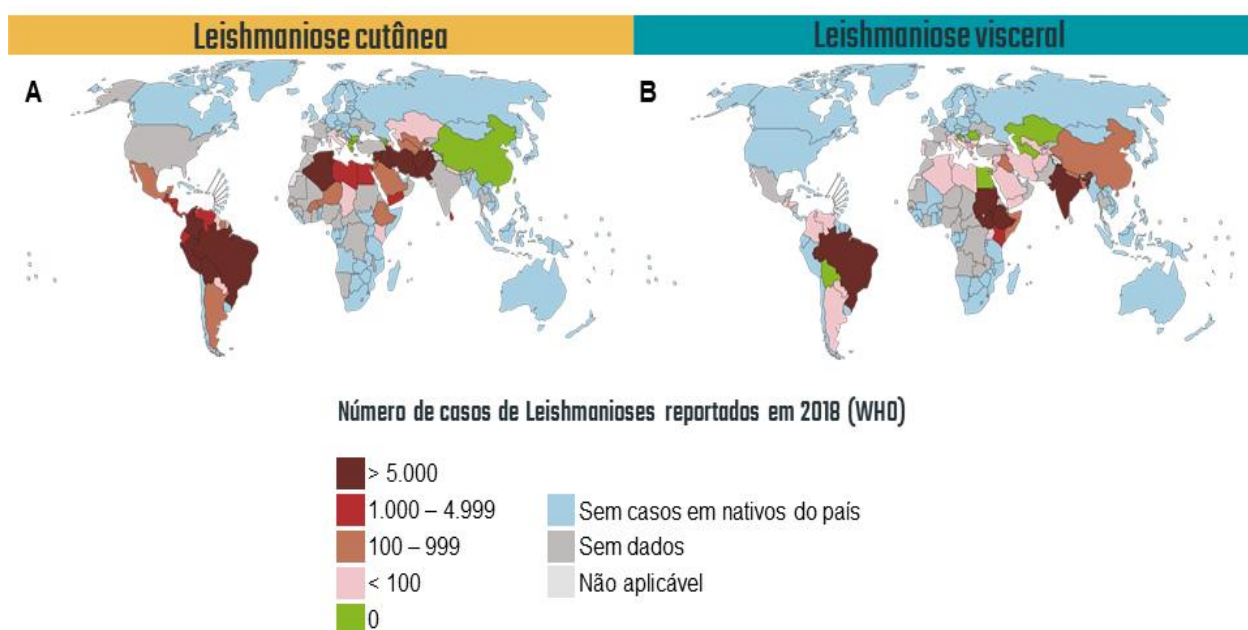 Leishmaniose cutânea
Leishmaniose visceral
A
B
Número de casos de Leishmanioses reportados em 2018 (WHO)
> 5.000
1.000 – 4.999
100 – 999
< 100
0
Sem casos em nativos do país
Sem dados
Não aplicável